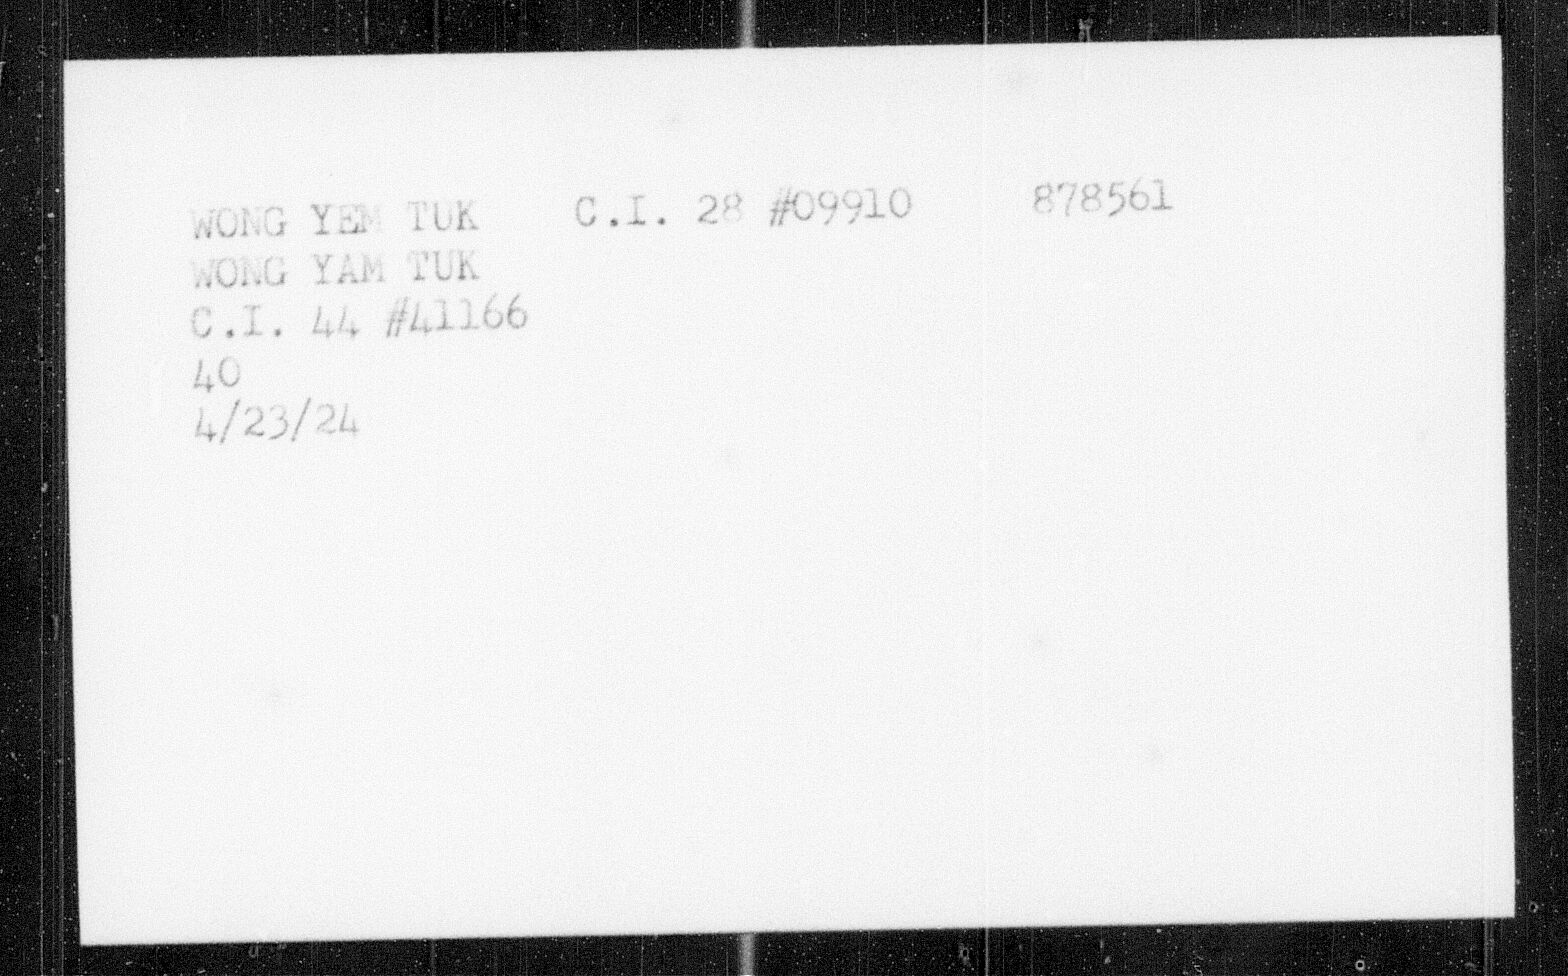 WONG YEM TUK C.I. 28 #09910 878561
WONG YAM TUK
C.I. 44 #41166
40
4/23/24